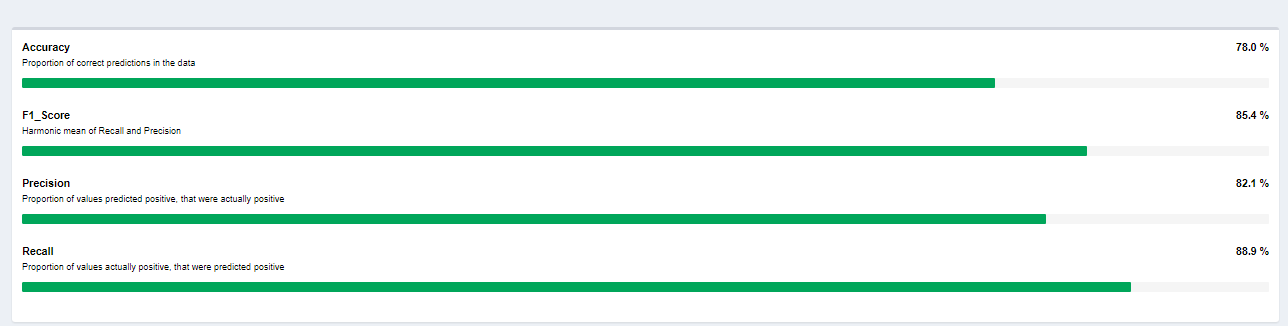 Accuracy 78.0 %
Proportion of correct predictions in the data
F1_Score 85.4 %
Harmonic mean of Recall and Precision
Precision 82.1 %
Proportion of values predicted positive, that were actually positive
Recall 88.9 %
Proportion of values actually positive, that were predicted positive